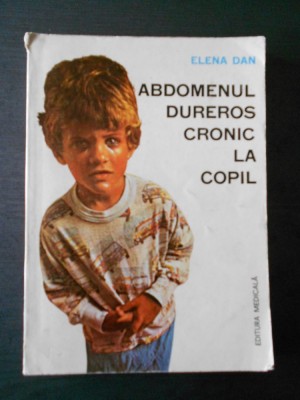 ELENA DAN
ABDOMENUL
DUREROS
CRONIC
LA
COPIL
EDITURA MEDICALĂ